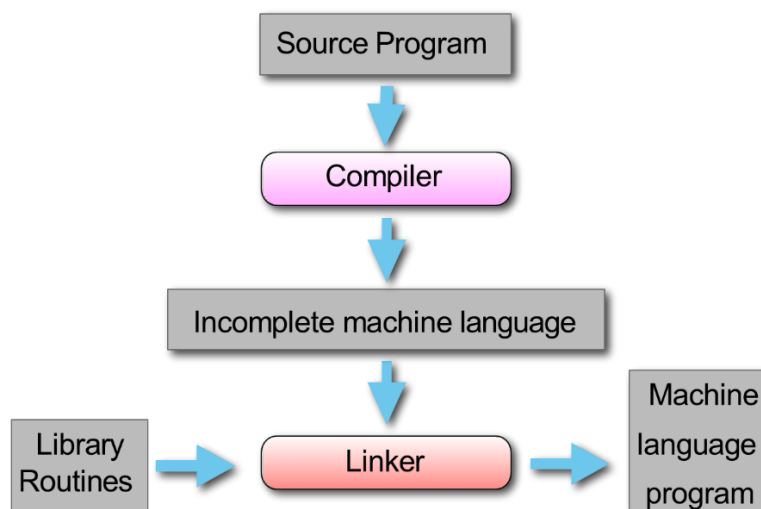 Source Program
Compiler
Incomplete machine language
Library
Routines
Linker
Machine
language
program